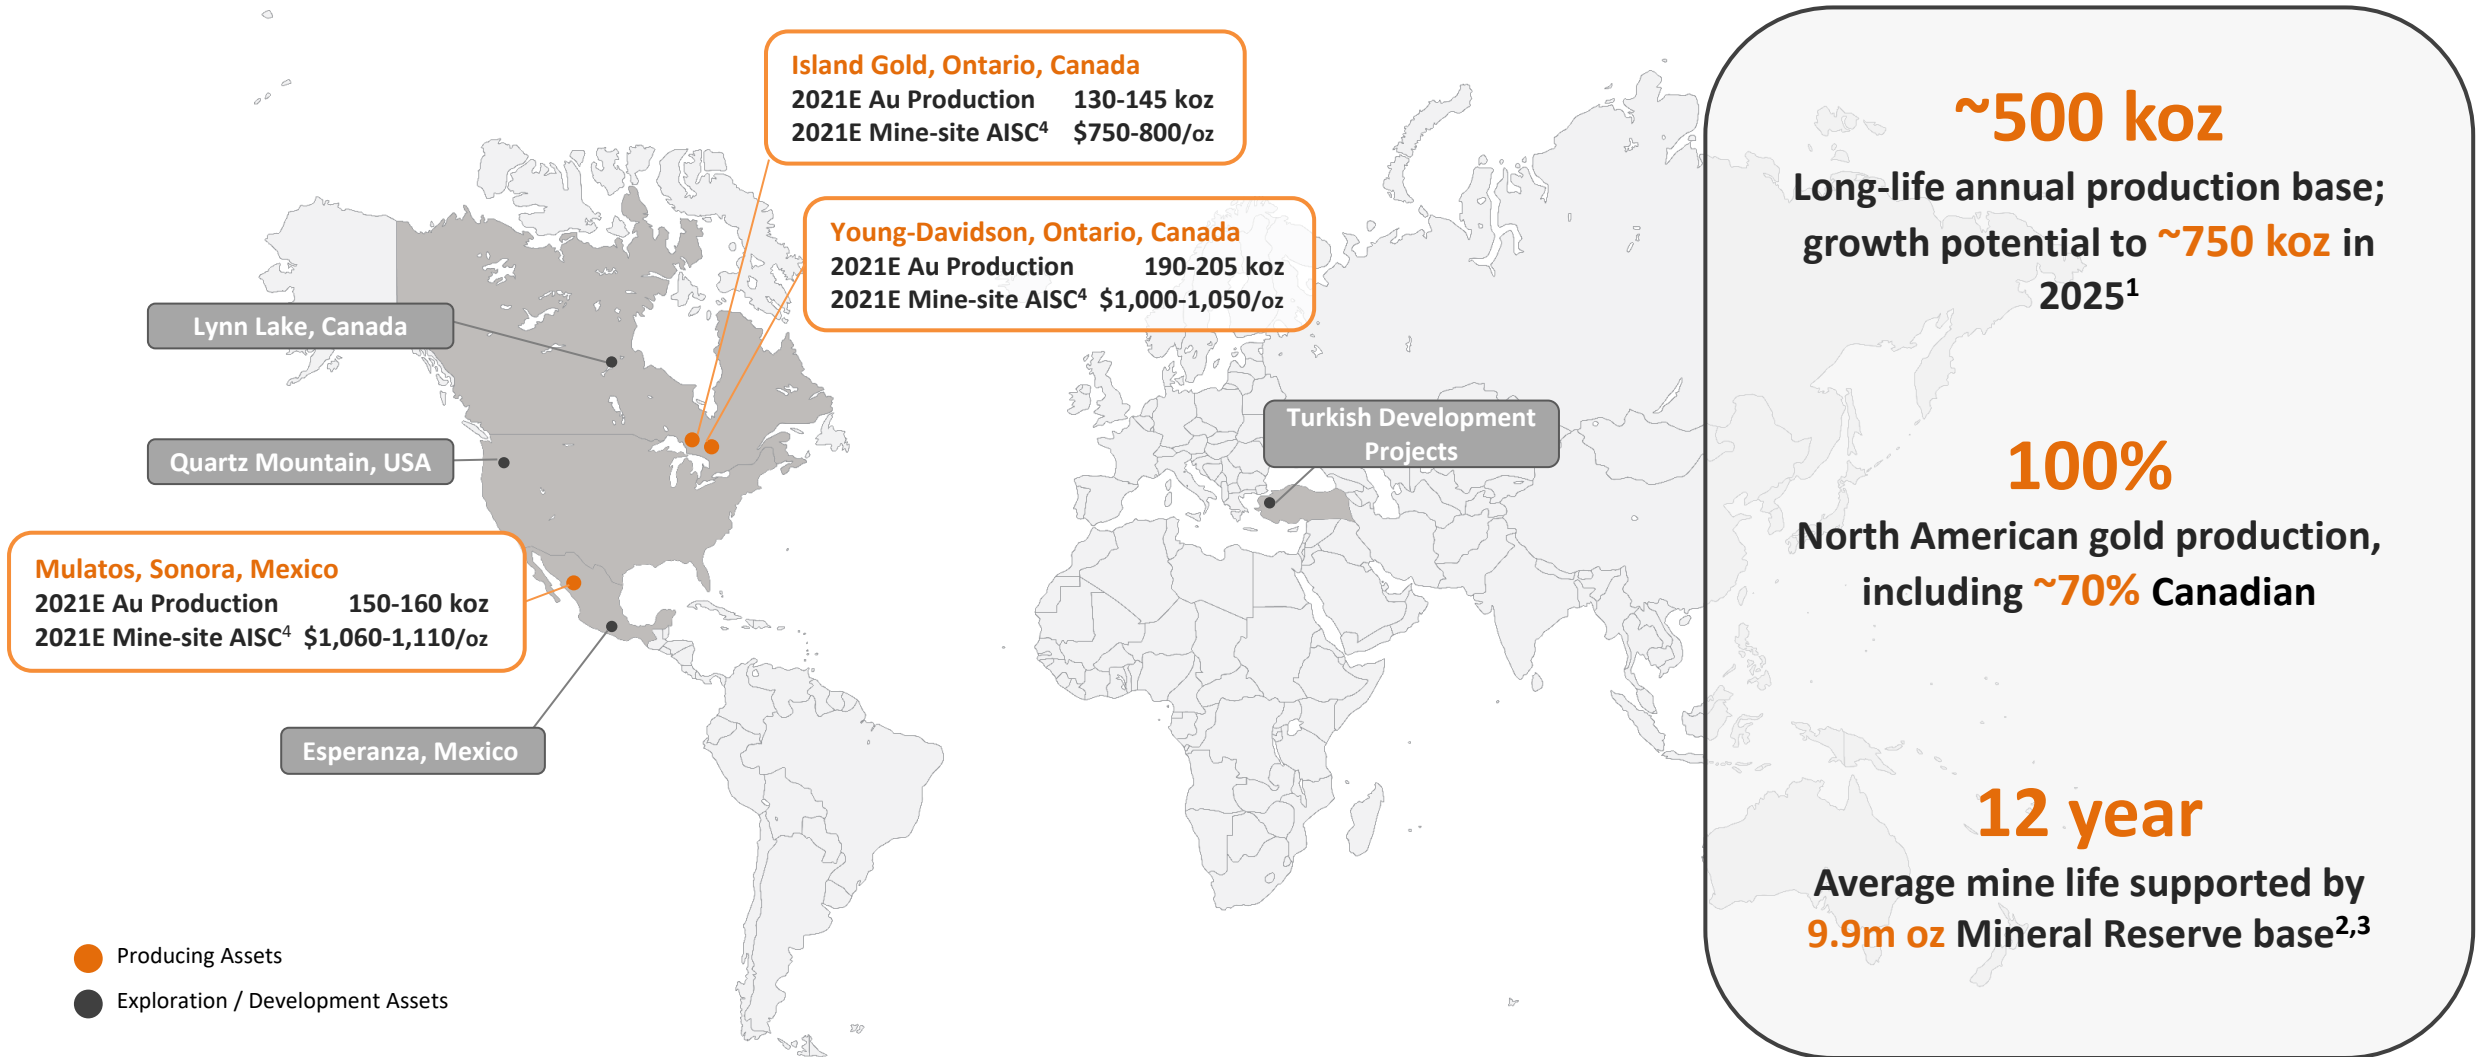 Island Gold, Ontario, Canada
2021E Au Production 130-145 koz
2021E Mine-site AISC⁴ $750-800/oz
Young-Davidson, Ontario, Canada
2021E Au Production 190-205 koz
2021E Mine-site AISC⁴ $1,000-1,050/oz
Lynn Lake, Canada
Quartz Mountain, USA
Turkish Development
Projects
Mulatos, Sonora, Mexico
2021E Au Production 150-160 koz
2021E Mine-site AISC⁴ $1,060-1,110/oz
Esperanza, Mexico
Producing Assets
Exploration / Development Assets
~500 koz
Long-life annual production base;
growth potential to ~750 koz in
2025¹
100%
North American gold production,
including ~70% Canadian
12 year
Average mine life supported by
9.9m oz Mineral Reserve base²,³